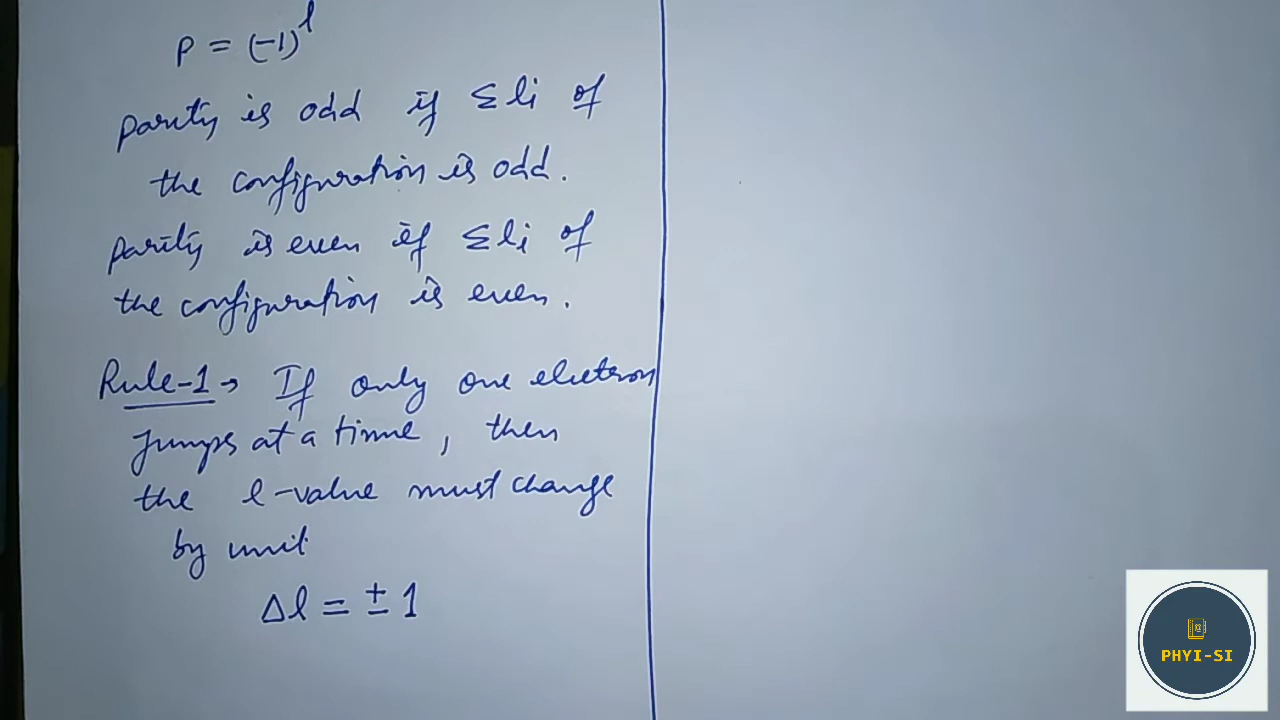 P = (-1)^l
parity is odd if Σli of
the configuration is odd.
parity is even if Σli of
the configuration is even.
Rule-1→ If only one electron
jumps at a time, then
the l-value must change
by unit
Δl = ± 1
PHYI-SI